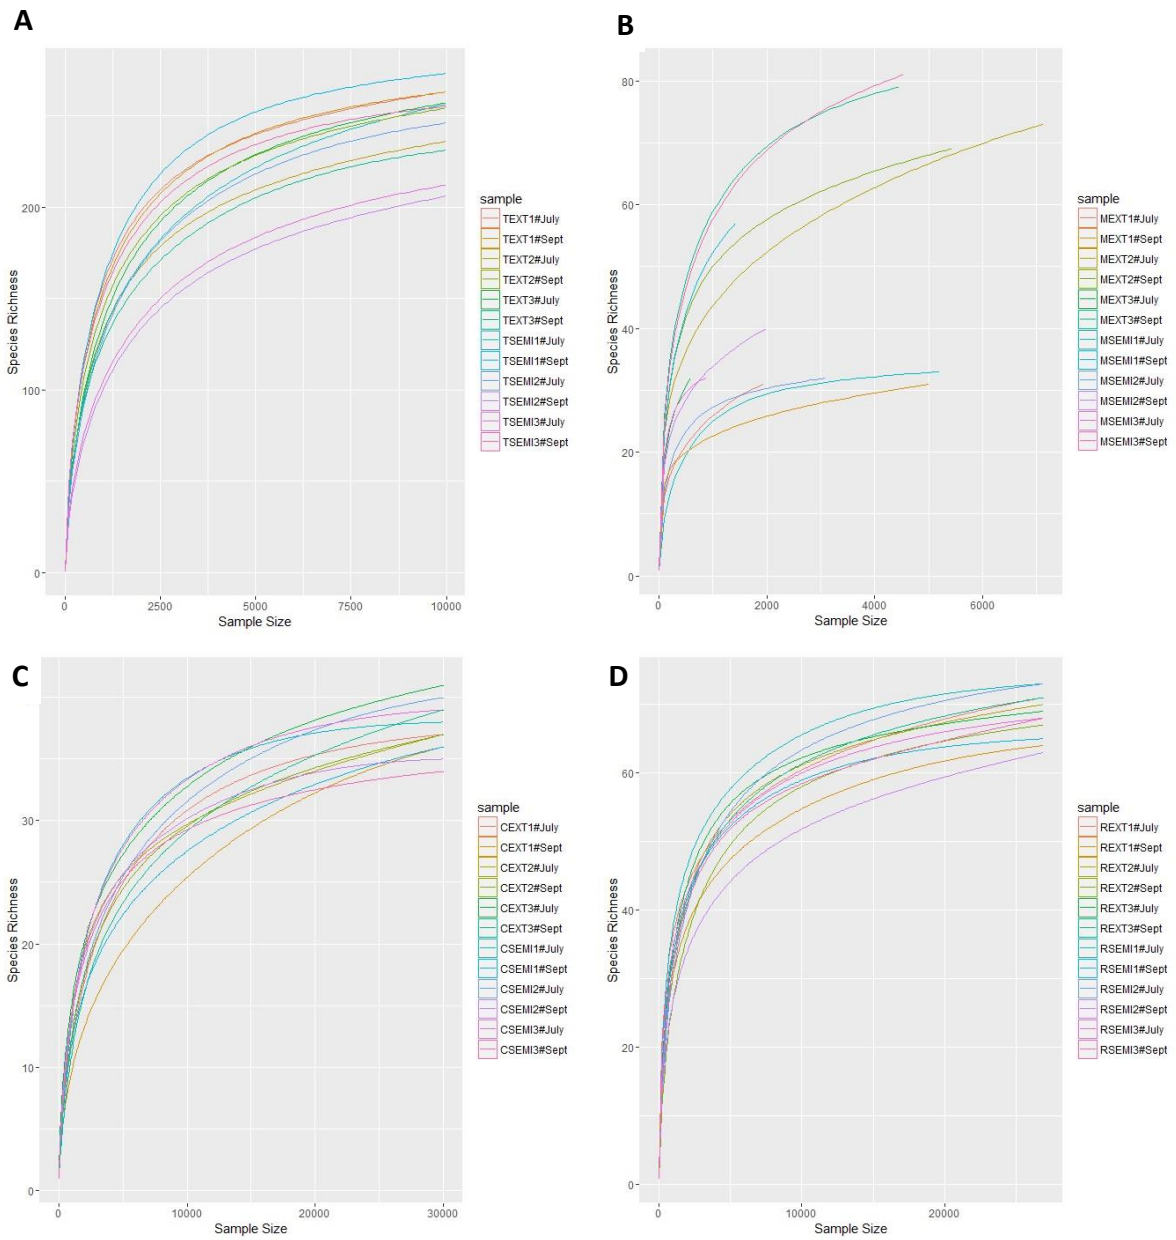 A
Species Richness
200
100
0
0 2500 5000 7500 10000
Sample Size
sample
TEXT1#July
TEXT1#Sept
TEXT2#July
TEXT2#Sept
TEXT3#July
TEXT3#Sept
TSEMI1#July
TSEMI1#Sept
TSEMI2#July
TSEMI2#Sept
TSEMI3#July
TSEMI3#Sept
B
Species Richness
80
60
40
20
0
0 2000 4000 6000
Sample Size
sample
MEXT1#July
MEXT1#Sept
MEXT2#July
MEXT2#Sept
MEXT3#July
MEXT3#Sept
MSEMI1#July
MSEMI1#Sept
MSEMI2#July
MSEMI2#Sept
MSEMI3#July
MSEMI3#Sept
C
Species Richness
30
20
10
0
0 10000 20000 30000
Sample Size
sample
CEXT1#July
CEXT1#Sept
CEXT2#July
CEXT2#Sept
CEXT3#July
CEXT3#Sept
CSEMI1#July
CSEMI1#Sept
CSEMI2#July
CSEMI2#Sept
CSEMI3#July
CSEMI3#Sept
D
Species Richness
60
40
20
0
0 10000 20000
Sample Size
sample
REXT1#July
REXT1#Sept
REXT2#July
REXT2#Sept
REXT3#July
REXT3#Sept
RSEMI1#July
RSEMI1#Sept
RSEMI2#July
RSEMI2#Sept
RSEMI3#July
RSEMI3#Sept